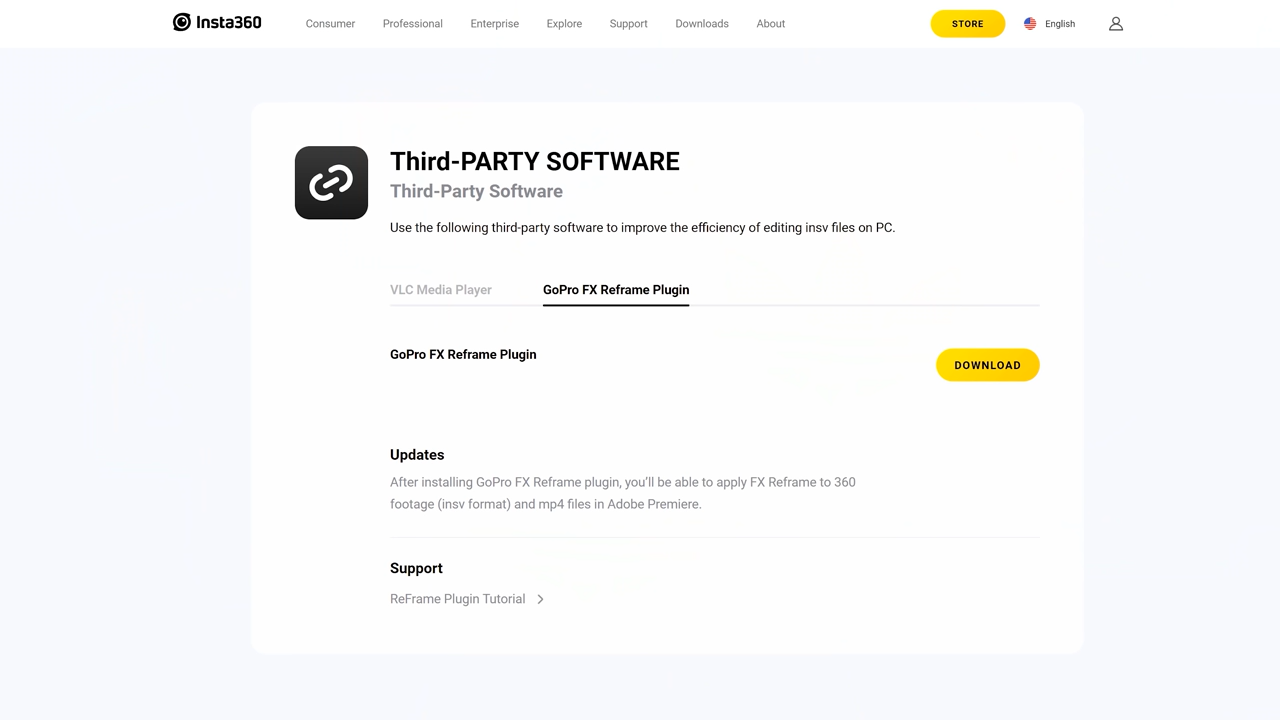 Insta360 Consumer Professional Enterprise Explore Support Downloads About STORE English
Third-PARTY SOFTWARE
Third-Party Software
Use the following third-party software to improve the efficiency of editing insv files on PC.
VLC Media Player GoPro FX Reframe Plugin
GoPro FX Reframe Plugin
DOWNLOAD
Updates
After installing GoPro FX Reframe plugin, you'll be able to apply FX Reframe to 360
footage (insv format) and mp4 files in Adobe Premiere.
Support
ReFrame Plugin Tutorial